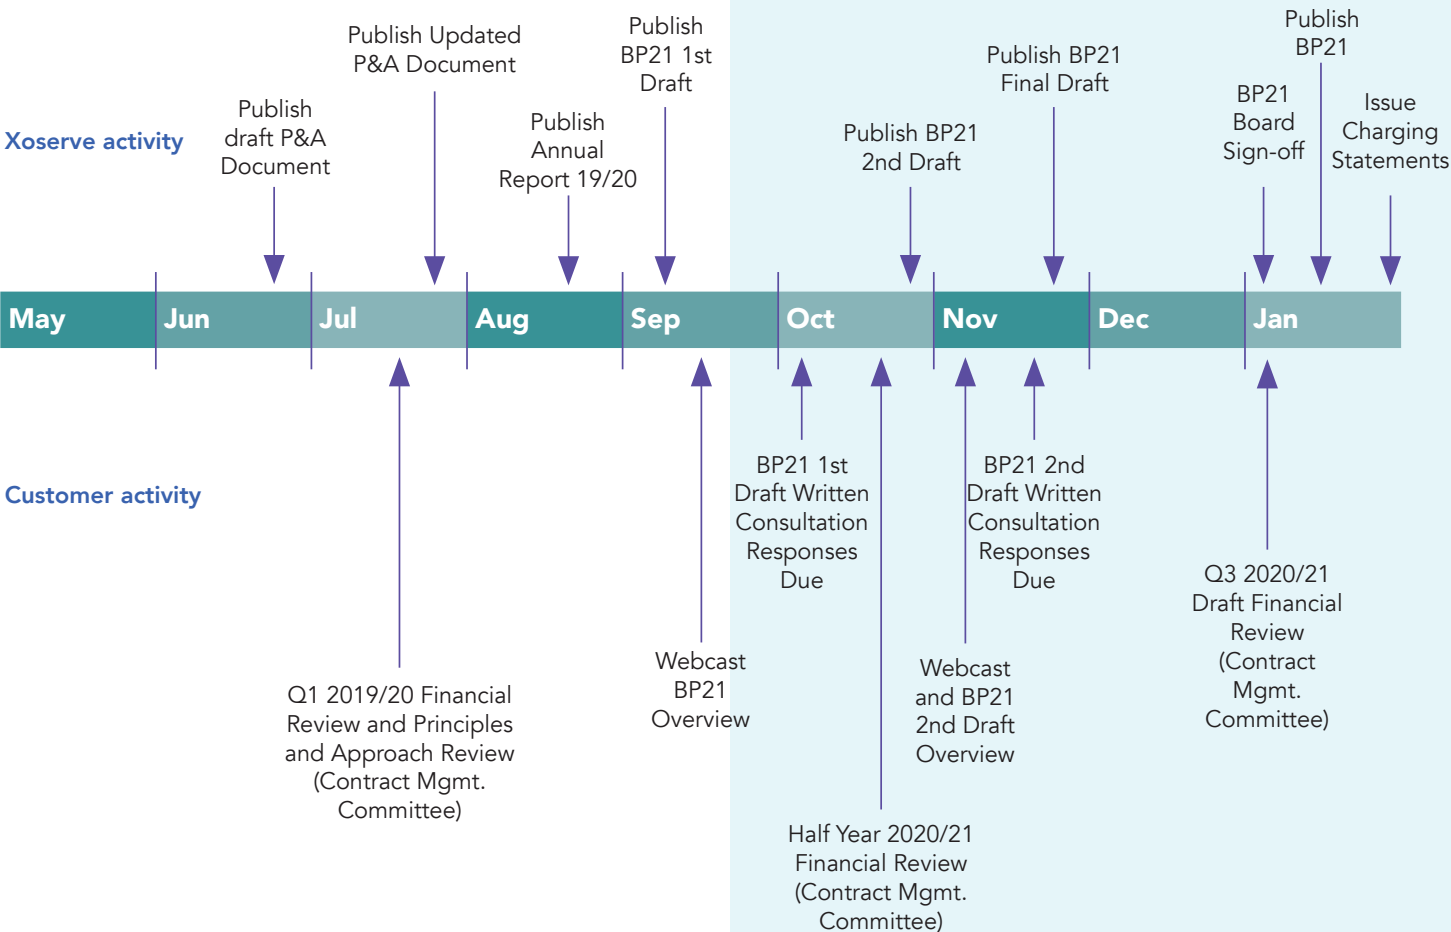 Xoserve activity
Publish
draft P&A
Document
Publish Updated
P&A Document
Publish
Annual
Report 19/20
Publish
BP21 1st
Draft
Publish BP21
2nd Draft
Publish BP21
Final Draft
BP21
Board
Sign-off
Publish
BP21
Issue
Charging
Statements
May
Jun
Jul
Aug
Sep
Oct
Nov
Dec
Jan
Customer activity
Q1 2019/20 Financial
Review and Principles
and Approach Review
(Contract Mgmt.
Committee)
Webcast
BP21
Overview
BP21 1st
Draft Written
Consultation
Responses
Due
Half Year 2020/21
Financial Review
(Contract Mgmt.
Committee)
Webcast
and BP21
2nd Draft
Overview
BP21 2nd
Draft Written
Consultation
Responses
Due
Q3 2020/21
Draft Financial
Review
(Contract
Mgmt.
Committee)